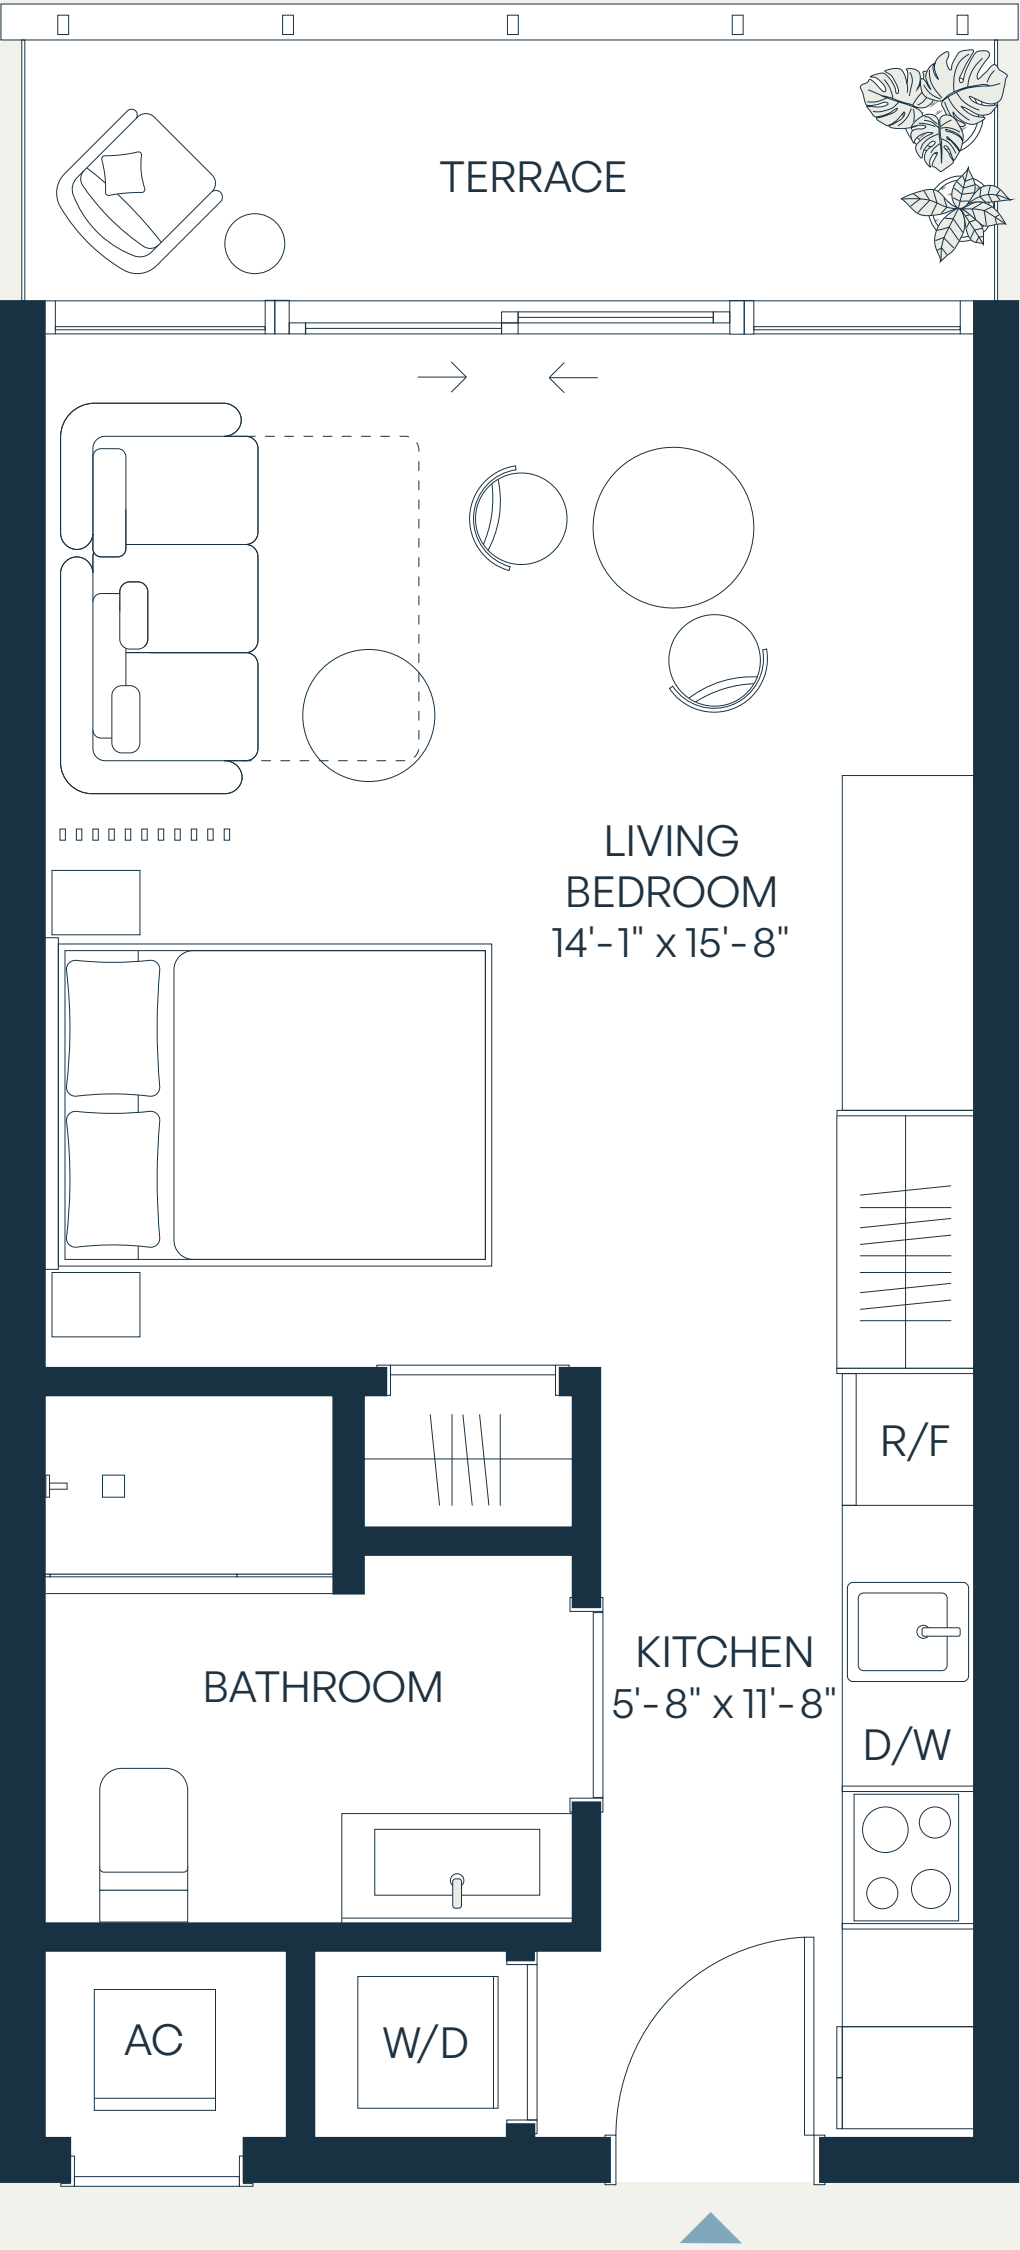 TERRACE
LIVING
BEDROOM
14'-1" x 15'-8"
R/F
KITCHEN
5'-8" x 11'-8"
BATHROOM
D/W
AC
W/D